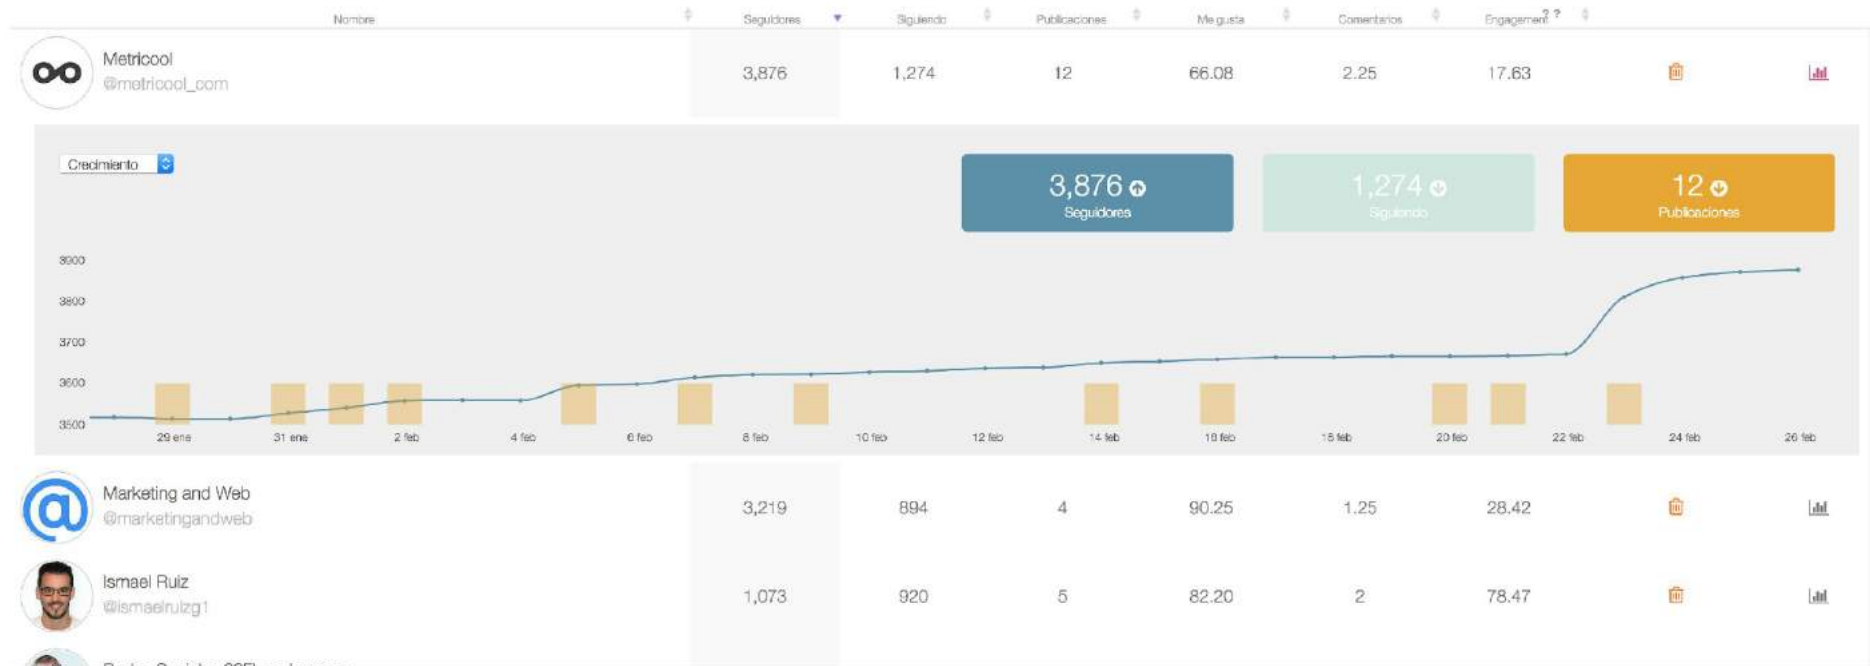 Nombre Seguidores Siguiendo Publicaciones Me gusta Comentarios Engagement ? ?
Metricool
@metricool_com
3,876 1,274 12 66.08 2.25 17.63
Crecimiento
3,876
Seguidores
1,274
Siguiendo
12
Publicaciones
3900
3800
3700
3600
3500
29 ene 31 ene 2 feb 4 feb 6 feb 8 feb 10 feb 12 feb 14 feb 16 feb 18 feb 20 feb 22 feb 24 feb 26 feb
Marketing and Web
@marketingandweb
3,219 894 4 90.25 1.25 28.42
Ismael Ruiz
@ismaelruizg1
1,073 920 5 82.20 2 78.47